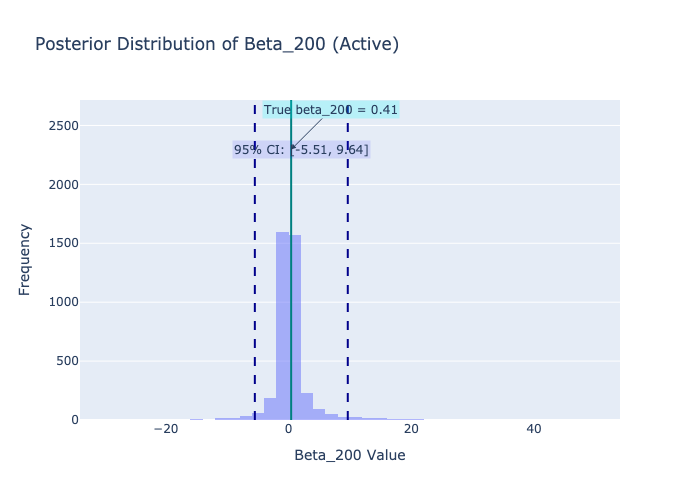 Posterior Distribution of Beta_200 (Active)
True beta_200 = 0.41
95% CI: [-5.51, 9.64]
2500
2000
1500
1000
500
0
Frequency
−20
0
20
40
Beta_200 Value